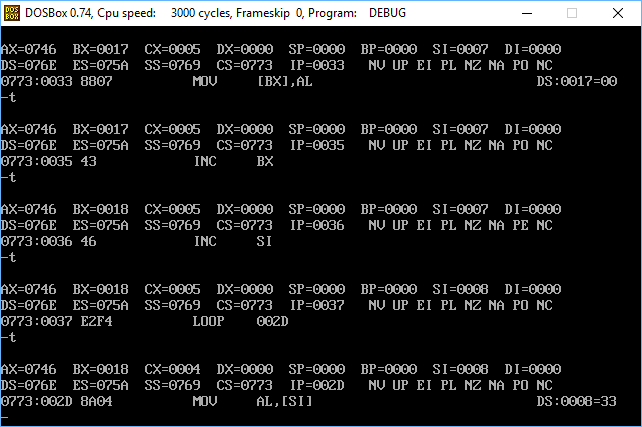 DOS
BOX
DOSBox 0.74, Cpu speed: 3000 cycles, Frameskip 0, Program: DEBUG
AX=0746 BX=0017 CX=0005 DX=0000 SP=0000 BP=0000 SI=0007 DI=0000
DS=076E ES=075A SS=0769 CS=0773 IP=0033 NV UP EI PL NZ NA PO NC
0773:0033 8807 MOV [BX],AL DS:0017=00
-t
AX=0746 BX=0017 CX=0005 DX=0000 SP=0000 BP=0000 SI=0007 DI=0000
DS=076E ES=075A SS=0769 CS=0773 IP=0035 NV UP EI PL NZ NA PO NC
0773:0035 43 INC BX
-t
AX=0746 BX=0018 CX=0005 DX=0000 SP=0000 BP=0000 SI=0007 DI=0000
DS=076E ES=075A SS=0769 CS=0773 IP=0036 NV UP EI PL NZ NA PE NC
0773:0036 46 INC SI
-t
AX=0746 BX=0018 CX=0005 DX=0000 SP=0000 BP=0000 SI=0008 DI=0000
DS=076E ES=075A SS=0769 CS=0773 IP=0037 NV UP EI PL NZ NA PO NC
0773:0037 E2F4 LOOP 002D
-t
AX=0746 BX=0018 CX=0004 DX=0000 SP=0000 BP=0000 SI=0008 DI=0000
DS=076E ES=075A SS=0769 CS=0773 IP=002D NV UP EI PL NZ NA PO NC
0773:002D 8A04 MOV AL,[SI] DS:0008=33
-